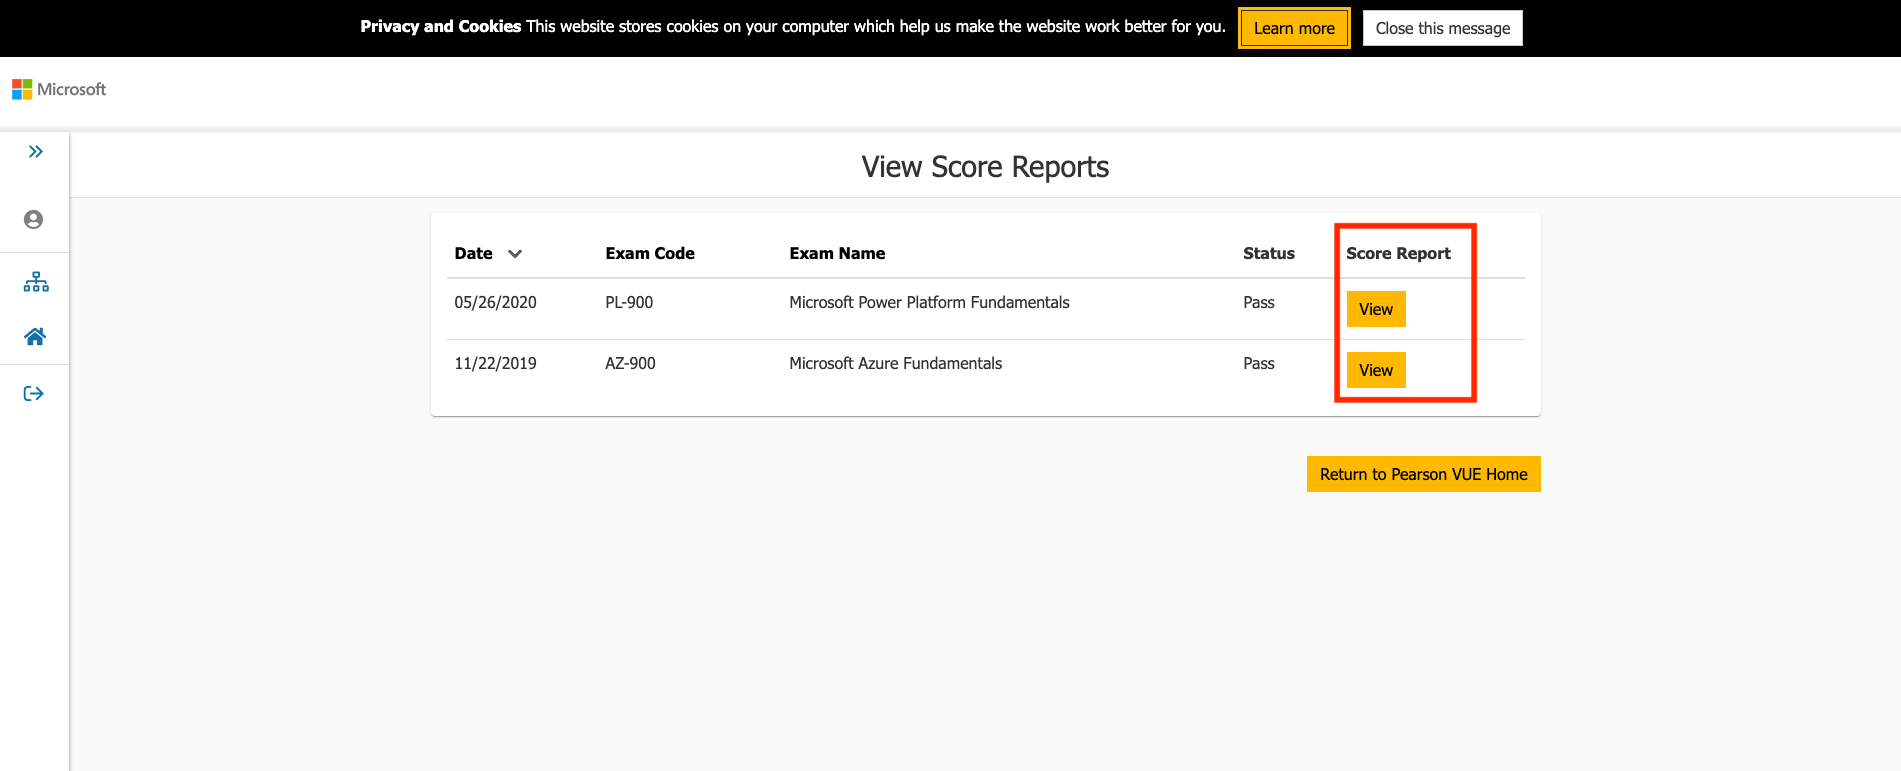 Privacy and Cookies This website stores cookies on your computer which help us make the website work better for you. Learn more Close this message
Microsoft
View Score Reports
Date Exam Code Exam Name Status Score Report
05/26/2020 PL-900 Microsoft Power Platform Fundamentals Pass View
11/22/2019 AZ-900 Microsoft Azure Fundamentals Pass View
Return to Pearson VUE Home